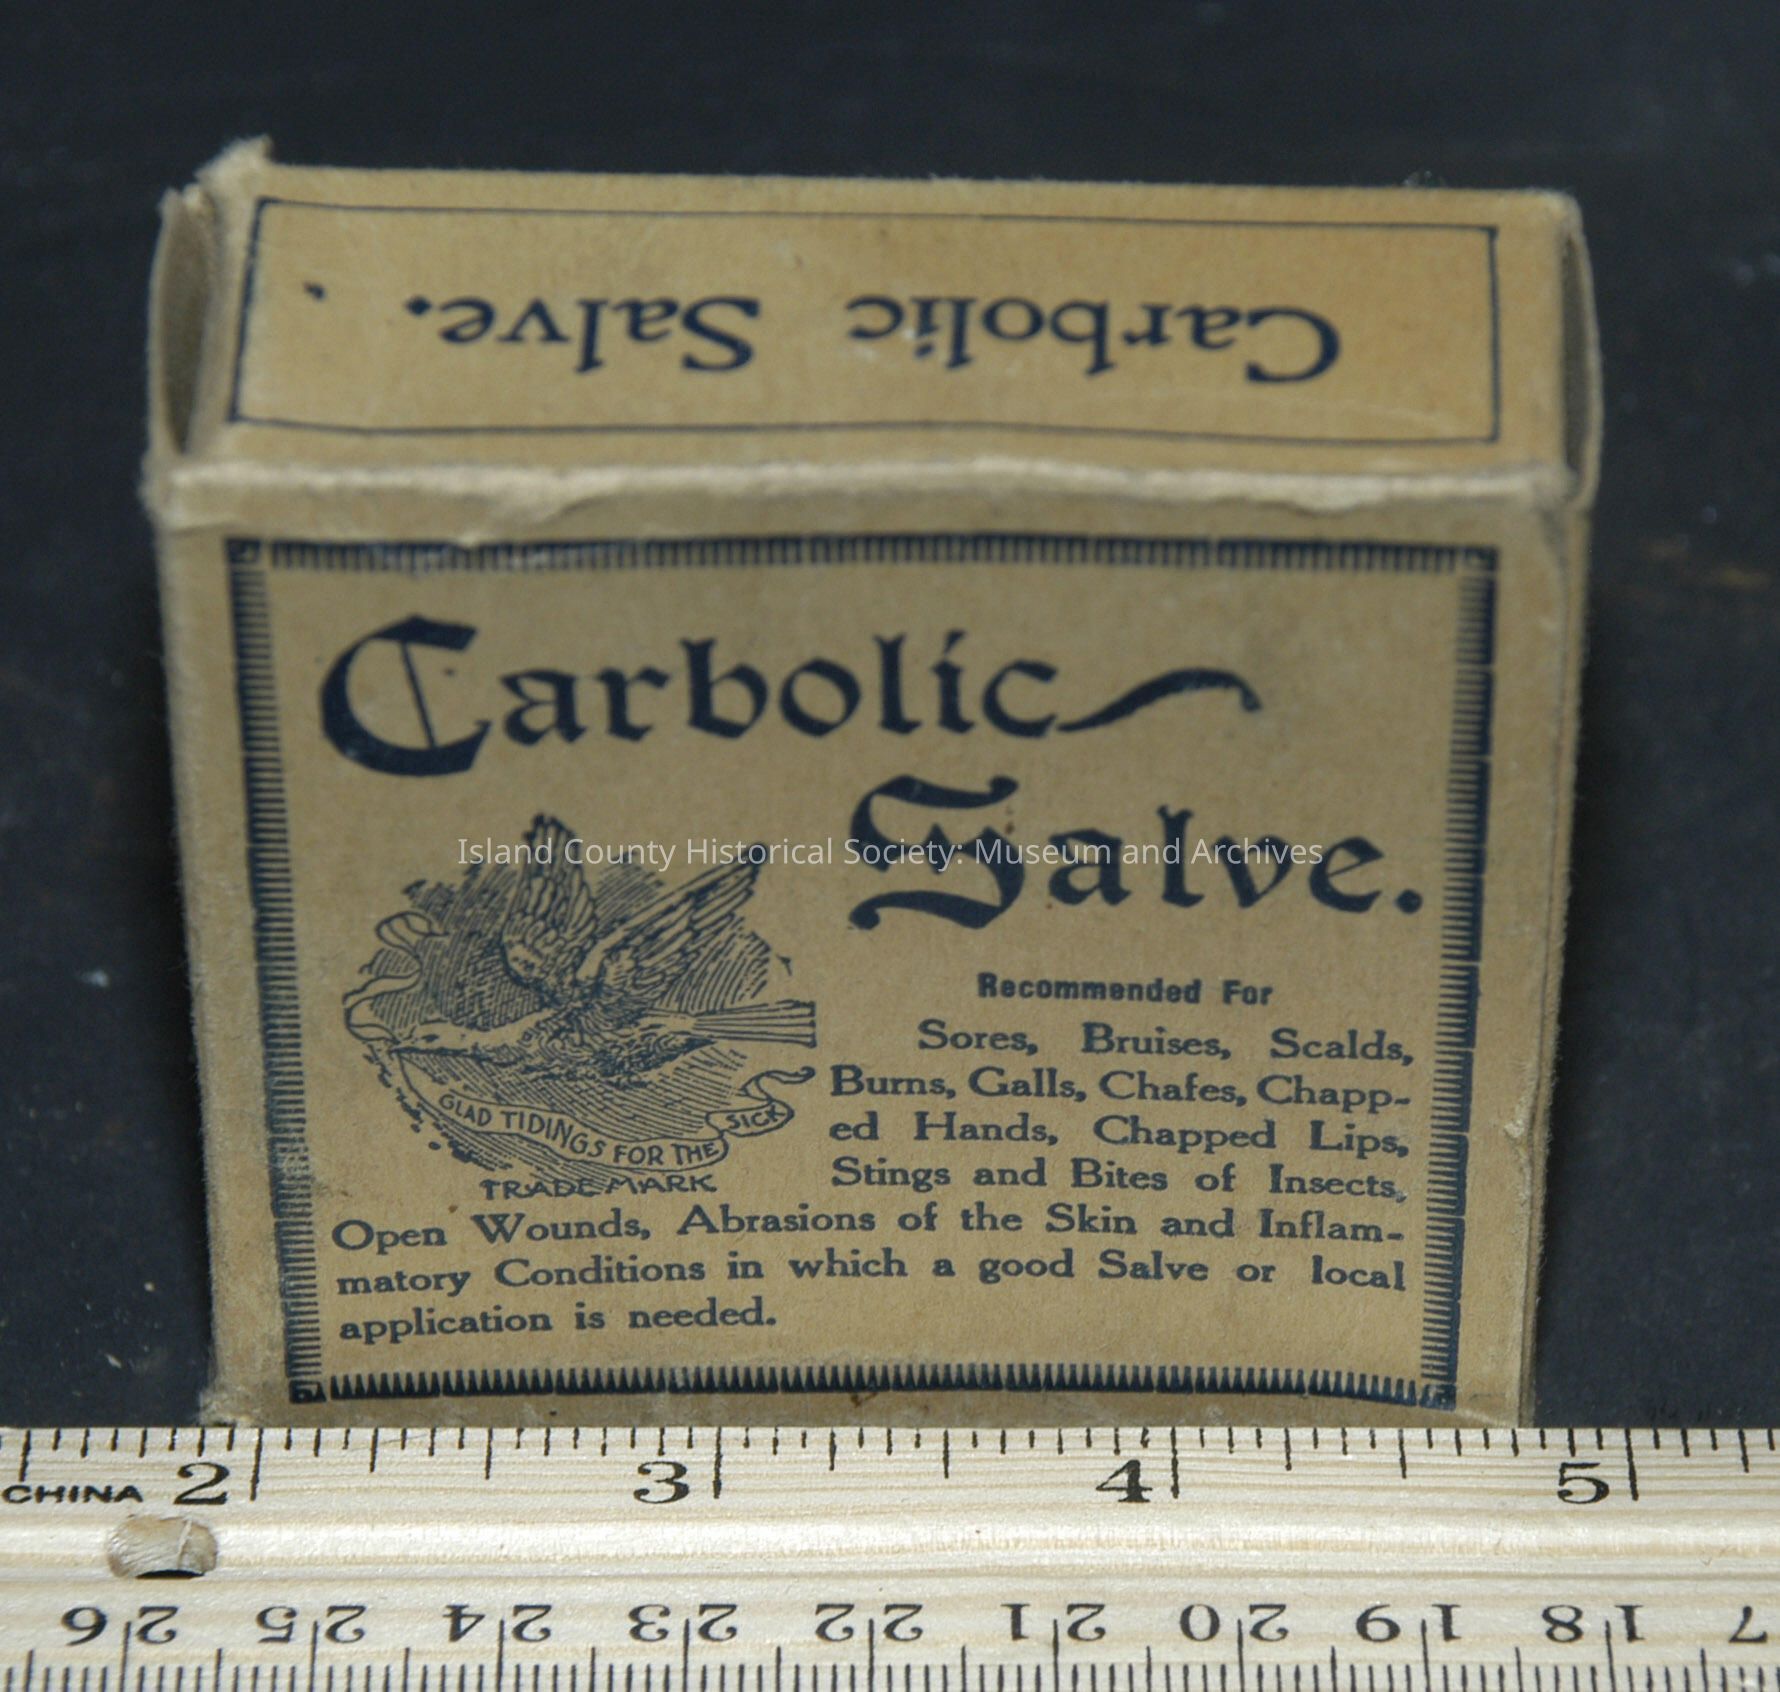 Carbolic Salve.
Carbolic
Salve.
Island County Historical Society: Museum and Archives
Recommended For
Sores, Bruises, Scalds,
Burns, Galls, Chafes, Chapp-
ed Hands, Chapped Lips,
Stings and Bites of Insects,
GLAD TIDINGS FOR THE SICK
TRADE MARK
Open Wounds, Abrasions of the Skin and Inflam-
matory Conditions in which a good Salve or local
application is needed.
CHINA 2 3 4 5
26 25 24 23 22 21 20 19 18 7